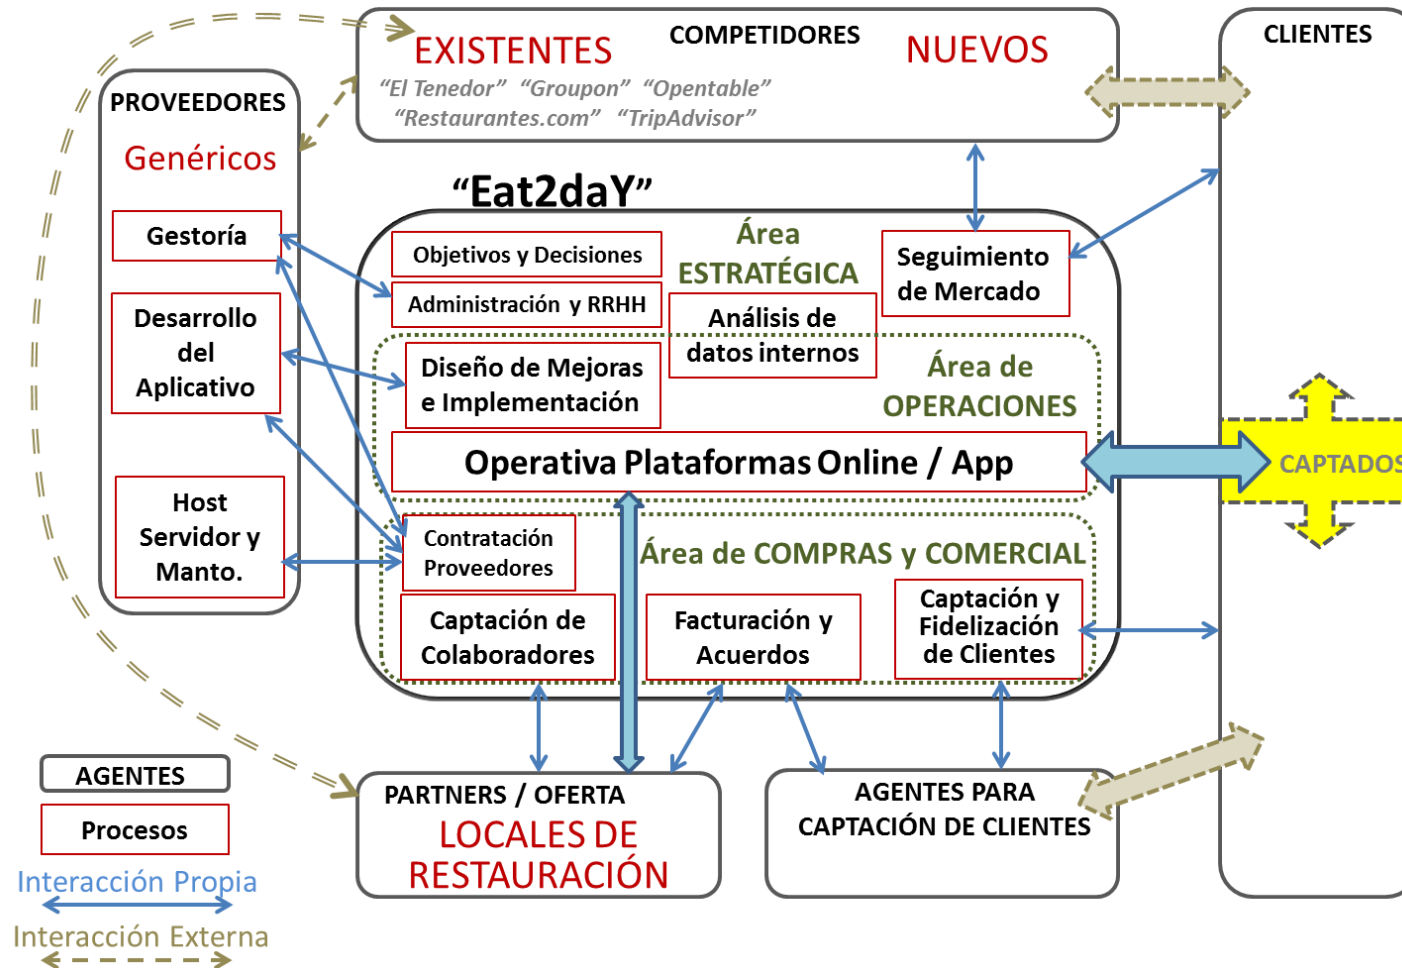 COMPETIDORES
EXISTENTES
NUEVOS
“El Tenedor” “Groupon” “Opentable”
“Restaurantes.com” “TripAdvisor”
CLIENTES
PROVEEDORES
Genéricos
Gestoría
Desarrollo
del
Aplicativo
Host
Servidor y
Manto.
“Eat2daY”
Objetivos y Decisiones
Administración y RRHH
Área
ESTRATÉGICA
Análisis de
datos internos
Seguimiento
de Mercado
Diseño de Mejoras
e Implementación
Área de
OPERACIONES
Operativa Plataformas Online / App
CAPTADOS
Contratación
Proveedores
Área de COMPRAS y COMERCIAL
Captación de
Colaboradores
Facturación y
Acuerdos
Captación y
Fidelización
de Clientes
PARTNERS / OFERTA
LOCALES DE
RESTAURACIÓN
AGENTES PARA
CAPTACIÓN DE CLIENTES
AGENTES
Procesos
Interacción Propia
Interacción Externa